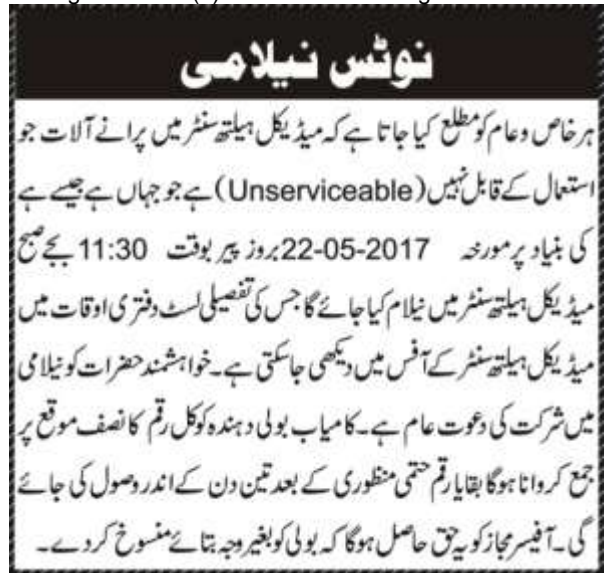 نوٹس نیلامی
ہر خاص و عام کو مطلع کیا جاتا ہے کہ میڈیکل ہیلتھ سنٹر میں پرانے آلات جو
استعمال کے قابل نہیں (Unserviceable) ہے جو جہاں ہے جیسے ہے
کی بنیاد پر مورخہ 22-05-2017 بروز پیر بوقت 11:30 بجے صبح
میڈیکل ہیلتھ سنٹر میں نیلام کیا جائے گا جس کی تفصیلی لسٹ دفتری اوقات میں
میڈیکل ہیلتھ سنٹر کے آفس میں دیکھی جاسکتی ہے۔ خواہشمند حضرات کو نیلامی
میں شرکت کی دعوت عام ہے۔ کامیاب بولی دہندہ کو کل رقم کا نصف موقع پر
جمع کروانا ہوگا بقایا رقم حتمی منظوری کے بعد تین دن کے اندر وصول کی جائے
گی۔ آفیسر مجاز کو یہ حق حاصل ہوگا کہ بولی کو بغیر وجہ بتائے منسوخ کردے۔